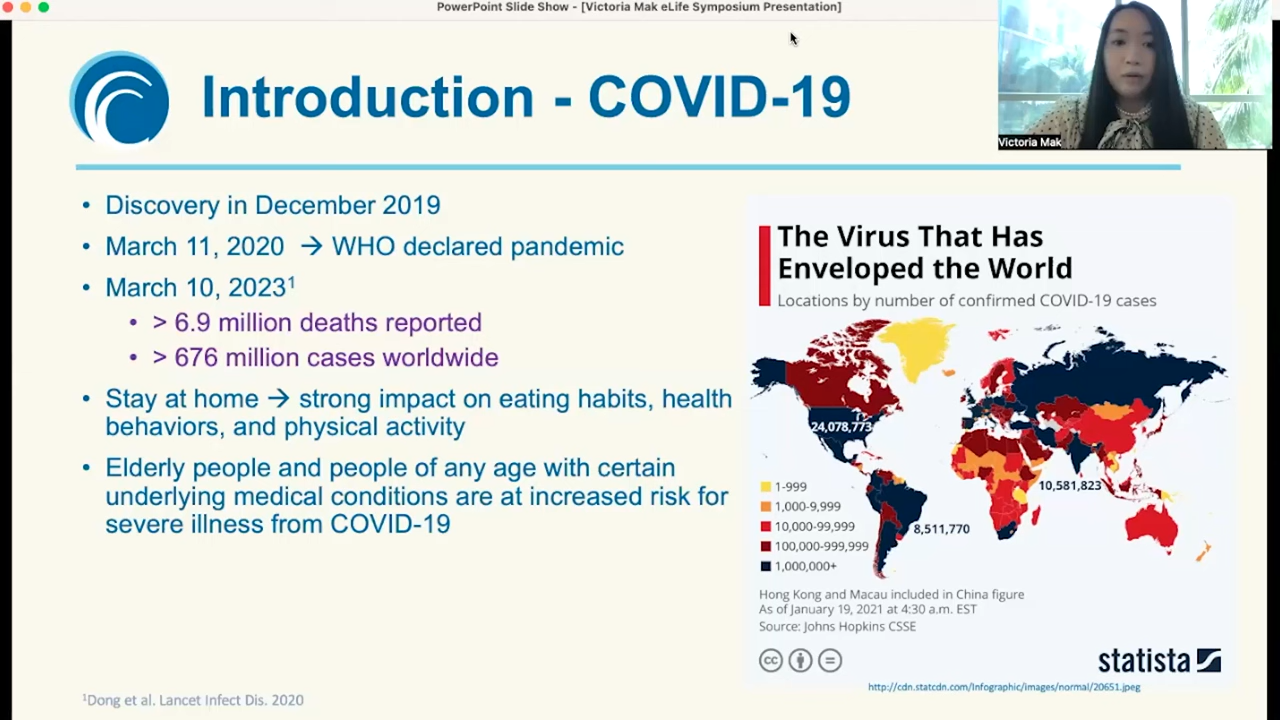 PowerPoint Slide Show - [Victoria Mak eLife Symposium Presentation]
Introduction - COVID-19
Victoria Mak
• Discovery in December 2019
• March 11, 2020 → WHO declared pandemic
• March 10, 2023¹
• > 6.9 million deaths reported
• > 676 million cases worldwide
• Stay at home → strong impact on eating habits, health
behaviors, and physical activity
• Elderly people and people of any age with certain
underlying medical conditions are at increased risk for
severe illness from COVID-19
¹Dong et al. Lancet Infect Dis. 2020
The Virus That Has
Enveloped the World
Locations by number of confirmed COVID-19 cases
24,078,773
10,581,823
8,511,770
1-999
1,000-9,999
10,000-99,999
100,000-999,999
1,000,000+
Hong Kong and Macau included in China figure
As of January 19, 2021 at 4:30 a.m. EST
Source: Johns Hopkins CSSE
cc
statista
http://cdn.statcdn.com/Infographic/images/normal/20651.jpeg